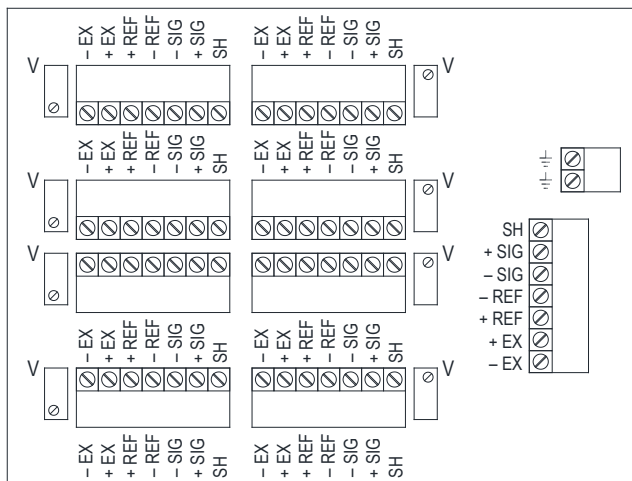 – EX + EX +REF –REF – SIG + SIG SH
– EX + EX +REF –REF – SIG + SIG SH
V
V
– EX + EX +REF –REF – SIG + SIG SH
– EX + EX +REF –REF – SIG + SIG SH
V
V
V
V
– EX + EX +REF –REF – SIG + SIG SH
– EX + EX +REF –REF – SIG + SIG SH
V
V
– EX + EX +REF –REF – SIG + SIG SH
– EX + EX +REF –REF – SIG + SIG SH
SH
+ SIG
– SIG
– REF
+ REF
+ EX
– EX